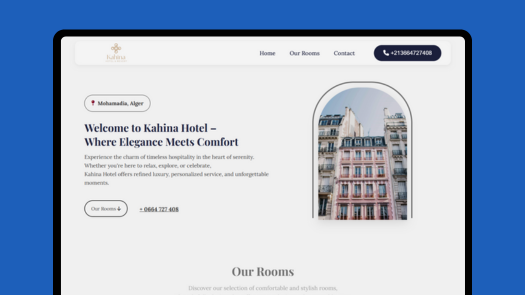 Kahina
Home
Our Rooms
Contact
+213664727408
Mohamadia, Alger
Welcome to Kahina Hotel –
Where Elegance Meets Comfort
Experience the charm of timeless hospitality in the heart of serenity.
Whether you're here to relax, explore, or celebrate,
Kahina Hotel offers refined luxury, personalized service, and unforgettable
moments.
Our Rooms ↓
+ 0664 727 408
Our Rooms
Discover our selection of comfortable and stylish rooms,